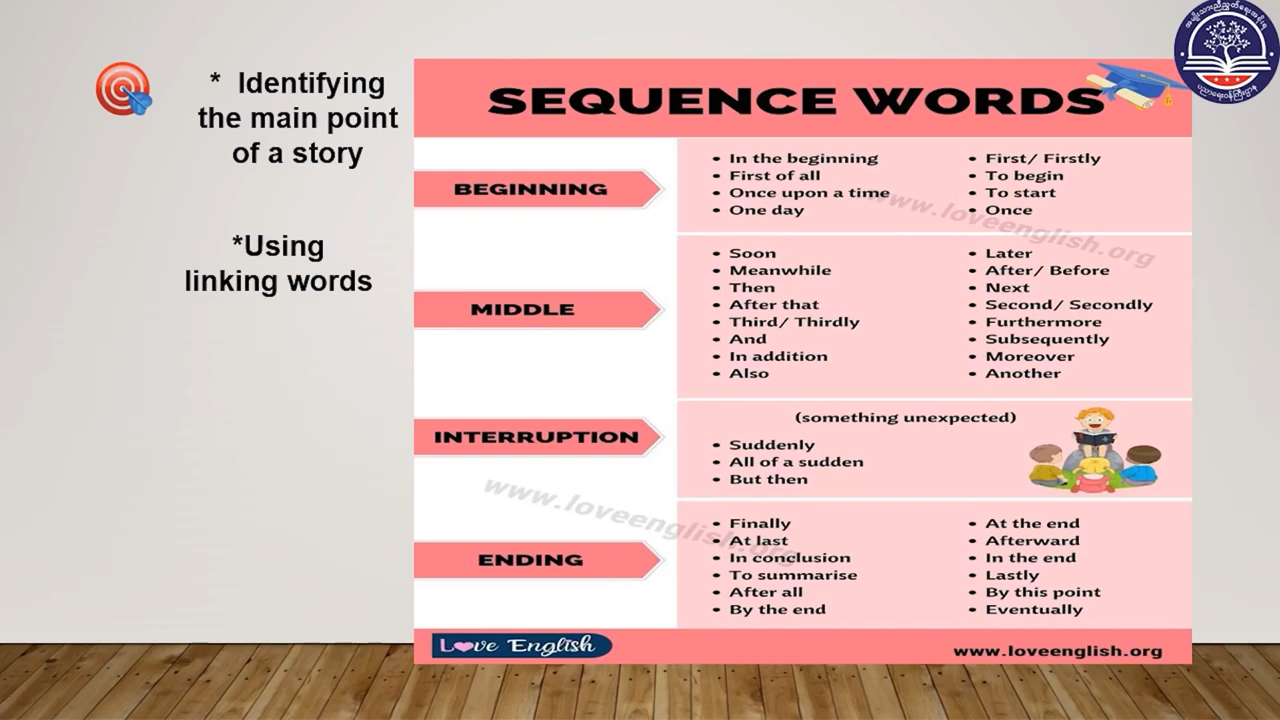 * Identifying
the main point
of a story
*Using
linking words
SEQUENCE WORDS
BEGINNING
• In the beginning
• First of all
• Once upon a time
• One day
• First/ Firstly
• To begin
• To start
• Once
MIDDLE
• Soon
• Meanwhile
• Then
• After that
• Third/ Thirdly
• And
• In addition
• Also
• Later
• After/ Before
• Next
• Second/ Secondly
• Furthermore
• Subsequently
• Moreover
• Another
INTERRUPTION
(something unexpected)
• Suddenly
• All of a sudden
• But then
ENDING
• Finally
• At last
• In conclusion
• To summarise
• After all
• By the end
• At the end
• Afterward
• In the end
• Lastly
• By this point
• Eventually
Love English
www.loveenglish.org
www.loveenglish.org
www.loveenglish.org